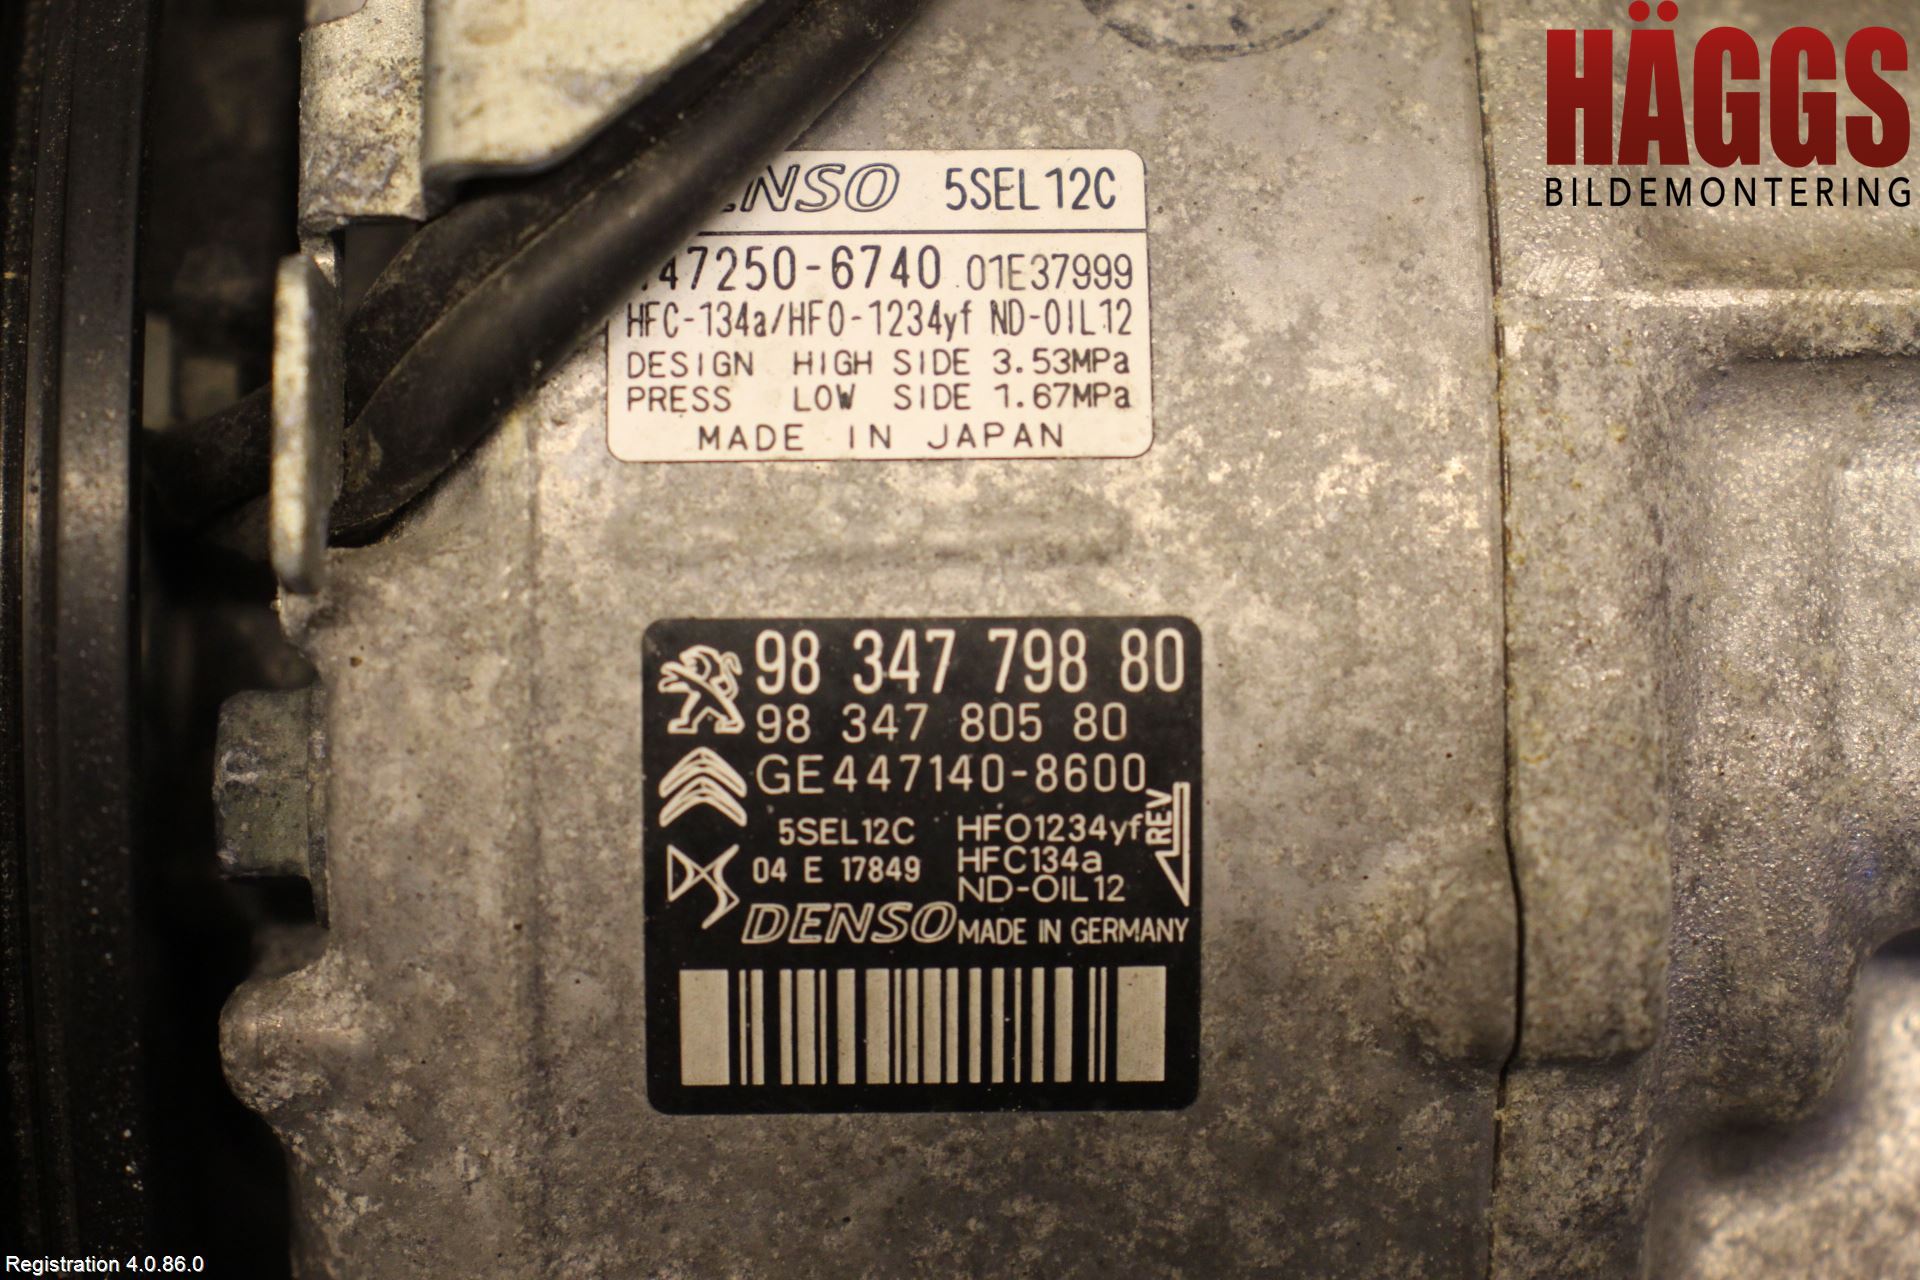 HÄGGS
BILDEMONTERING
5SEL12C
47250-6740 01E37999
HFC-134a/HFO-1234yf ND-OIL12
DESIGN HIGH SIDE 3.53MPa
PRESS LOW SIDE 1.67MPa
MADE IN JAPAN
98 347 798 80
98 347 805 80
GE447140-8600
5SEL12C HFO1234yf
REV
04 E 17849 HFC134a
ND-OIL12
DENSO MADE IN GERMANY
Registration 4.0.86.0